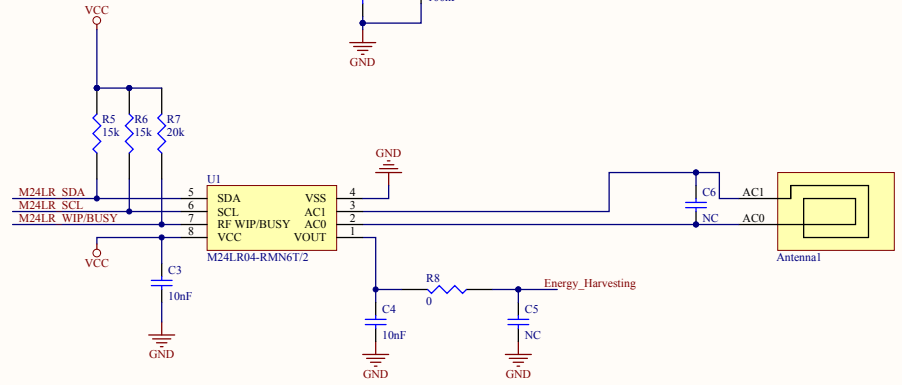 VCC
GND
R5
15k
R6
15k
R7
20k
GND
M24LR_SDA
M24LR_SCL
M24LR_WIP/BUSY
U1
5
6
7
8
SDA
SCL
RF WIP/BUSY
VCC
VSS
AC1
AC0
VOUT
4
3
2
1
M24LR04-RMN6T/2
VCC
C3
10nF
GND
C6
NC
AC1
AC0
Antenna1
R8
0
Energy_Harvesting
C4
10nF
GND
C5
NC
GND